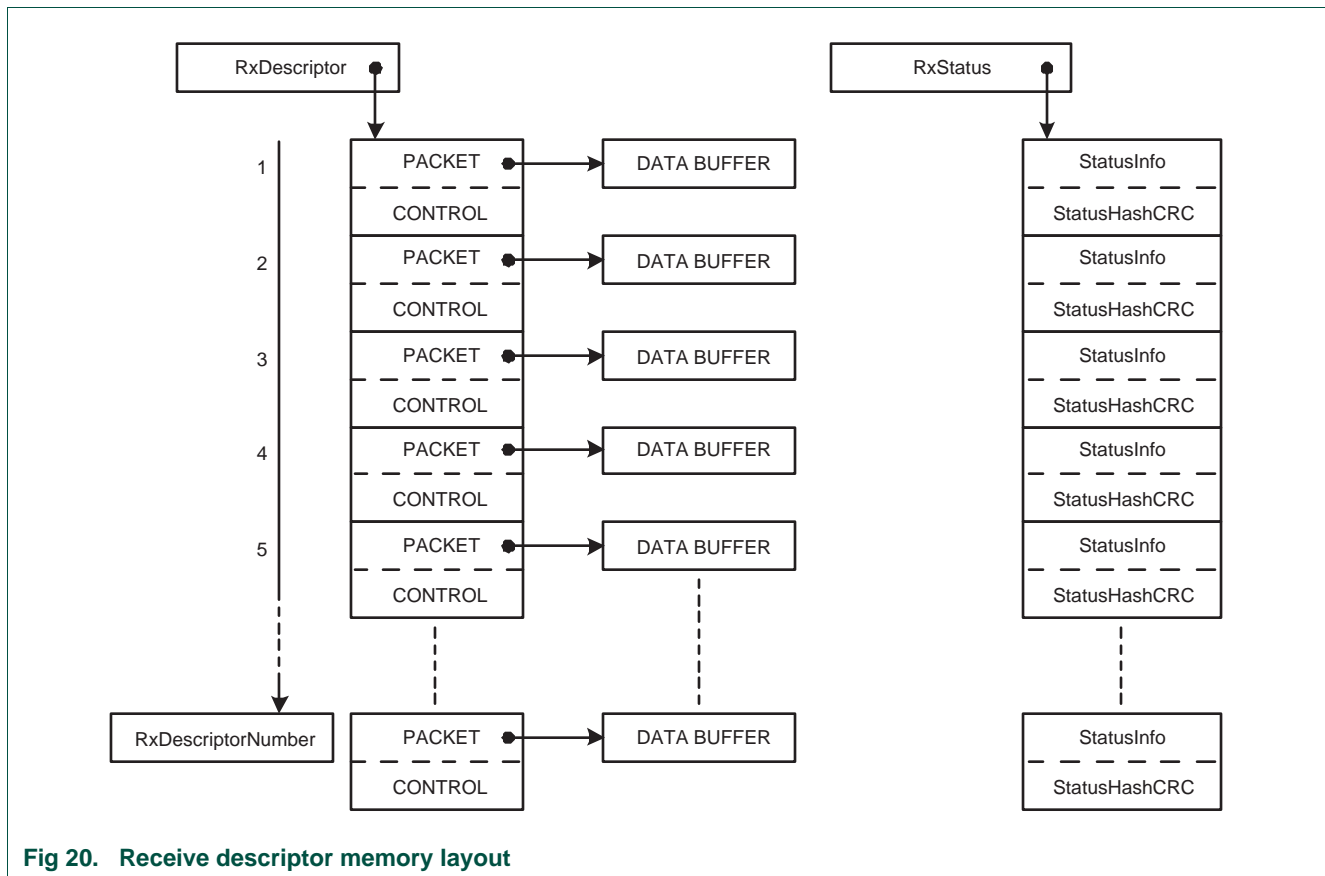 RxDescriptor
RxStatus
1
PACKET
DATA BUFFER
StatusInfo
CONTROL
StatusHashCRC
2
PACKET
DATA BUFFER
StatusInfo
CONTROL
StatusHashCRC
3
PACKET
DATA BUFFER
StatusInfo
CONTROL
StatusHashCRC
4
PACKET
DATA BUFFER
StatusInfo
CONTROL
StatusHashCRC
5
PACKET
DATA BUFFER
StatusInfo
CONTROL
StatusHashCRC
RxDescriptorNumber
PACKET
DATA BUFFER
StatusInfo
CONTROL
StatusHashCRC
Fig 20. Receive descriptor memory layout